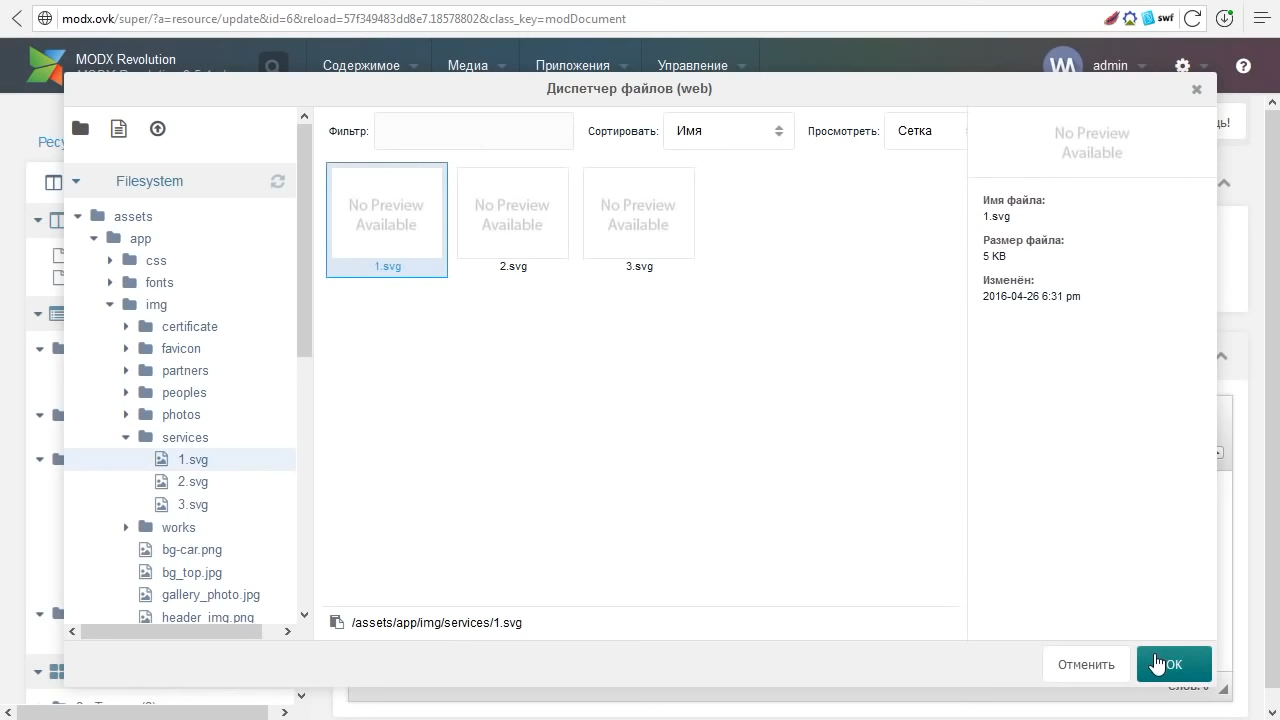 modx.ovk/super/?a=resource/update&id=6&reload=57f349483dd8e7.18578802&class_key=modDocument
swf
MODX Revolution
Содержимое
Медиа
Приложения
Управление
admin
Диспетчер файлов (web)
Ресу
ць!
Filesystem
assets
app
css
fonts
img
certificate
favicon
partners
peoples
photos
services
1.svg
2.svg
3.svg
works
bg-car.png
bg_top.jpg
gallery_photo.jpg
header_img.png
Фильтр:
Сортировать:
Имя
Просмотреть:
Сетка
No Preview
Available
1.svg
No Preview
Available
2.svg
No Preview
Available
3.svg
/assets/app/img/services/1.svg
No Preview
Available
Имя файла:
1.svg
Размер файла:
5 KB
Изменён:
2016-04-26 6:31 pm
Отменить
ОК